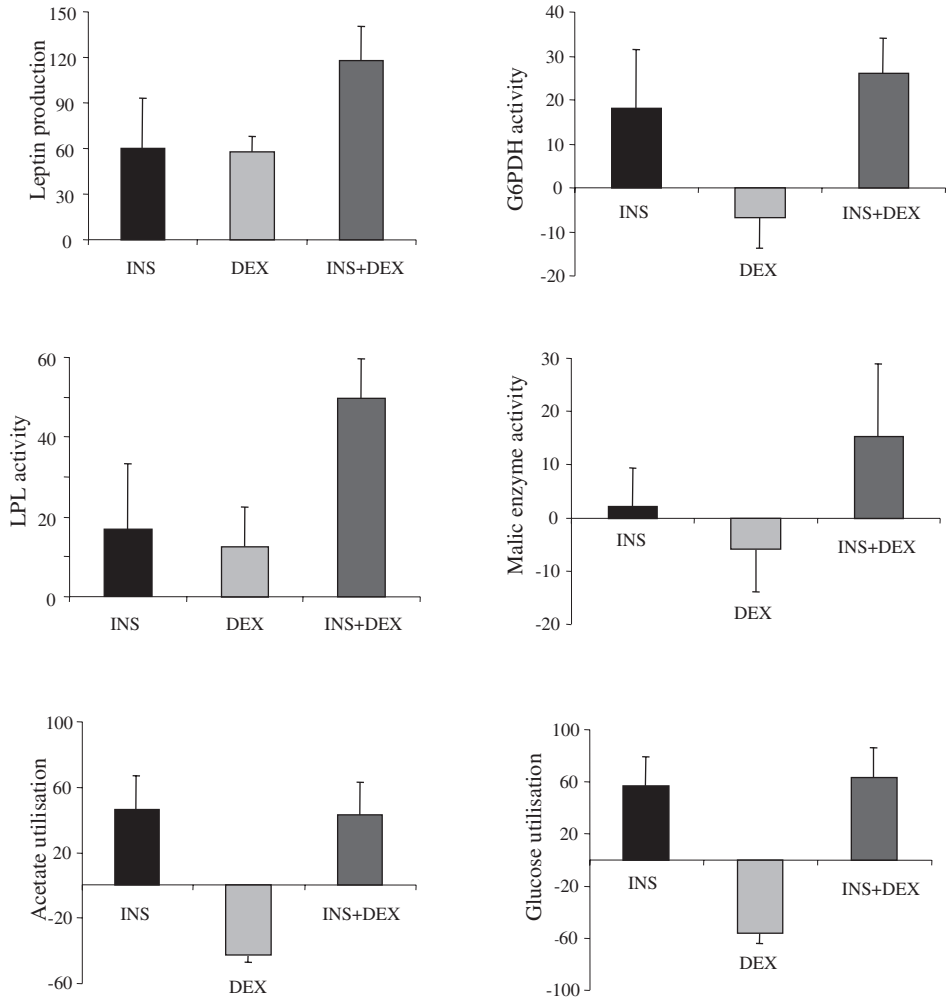 Leptin production
150
120
90
60
30
0
INS DEX INS+DEX
G6PDH activity
40
30
20
10
0
-10
-20
INS DEX INS+DEX
LPL activity
60
40
20
0
INS DEX INS+DEX
Malic enzyme activity
30
20
10
0
-10
-20
INS DEX INS+DEX
Acetate utilisation
100
60
20
-20
-60
INS DEX INS+DEX
Glucose utilisation
100
60
20
-20
-60
-100
INS DEX INS+DEX